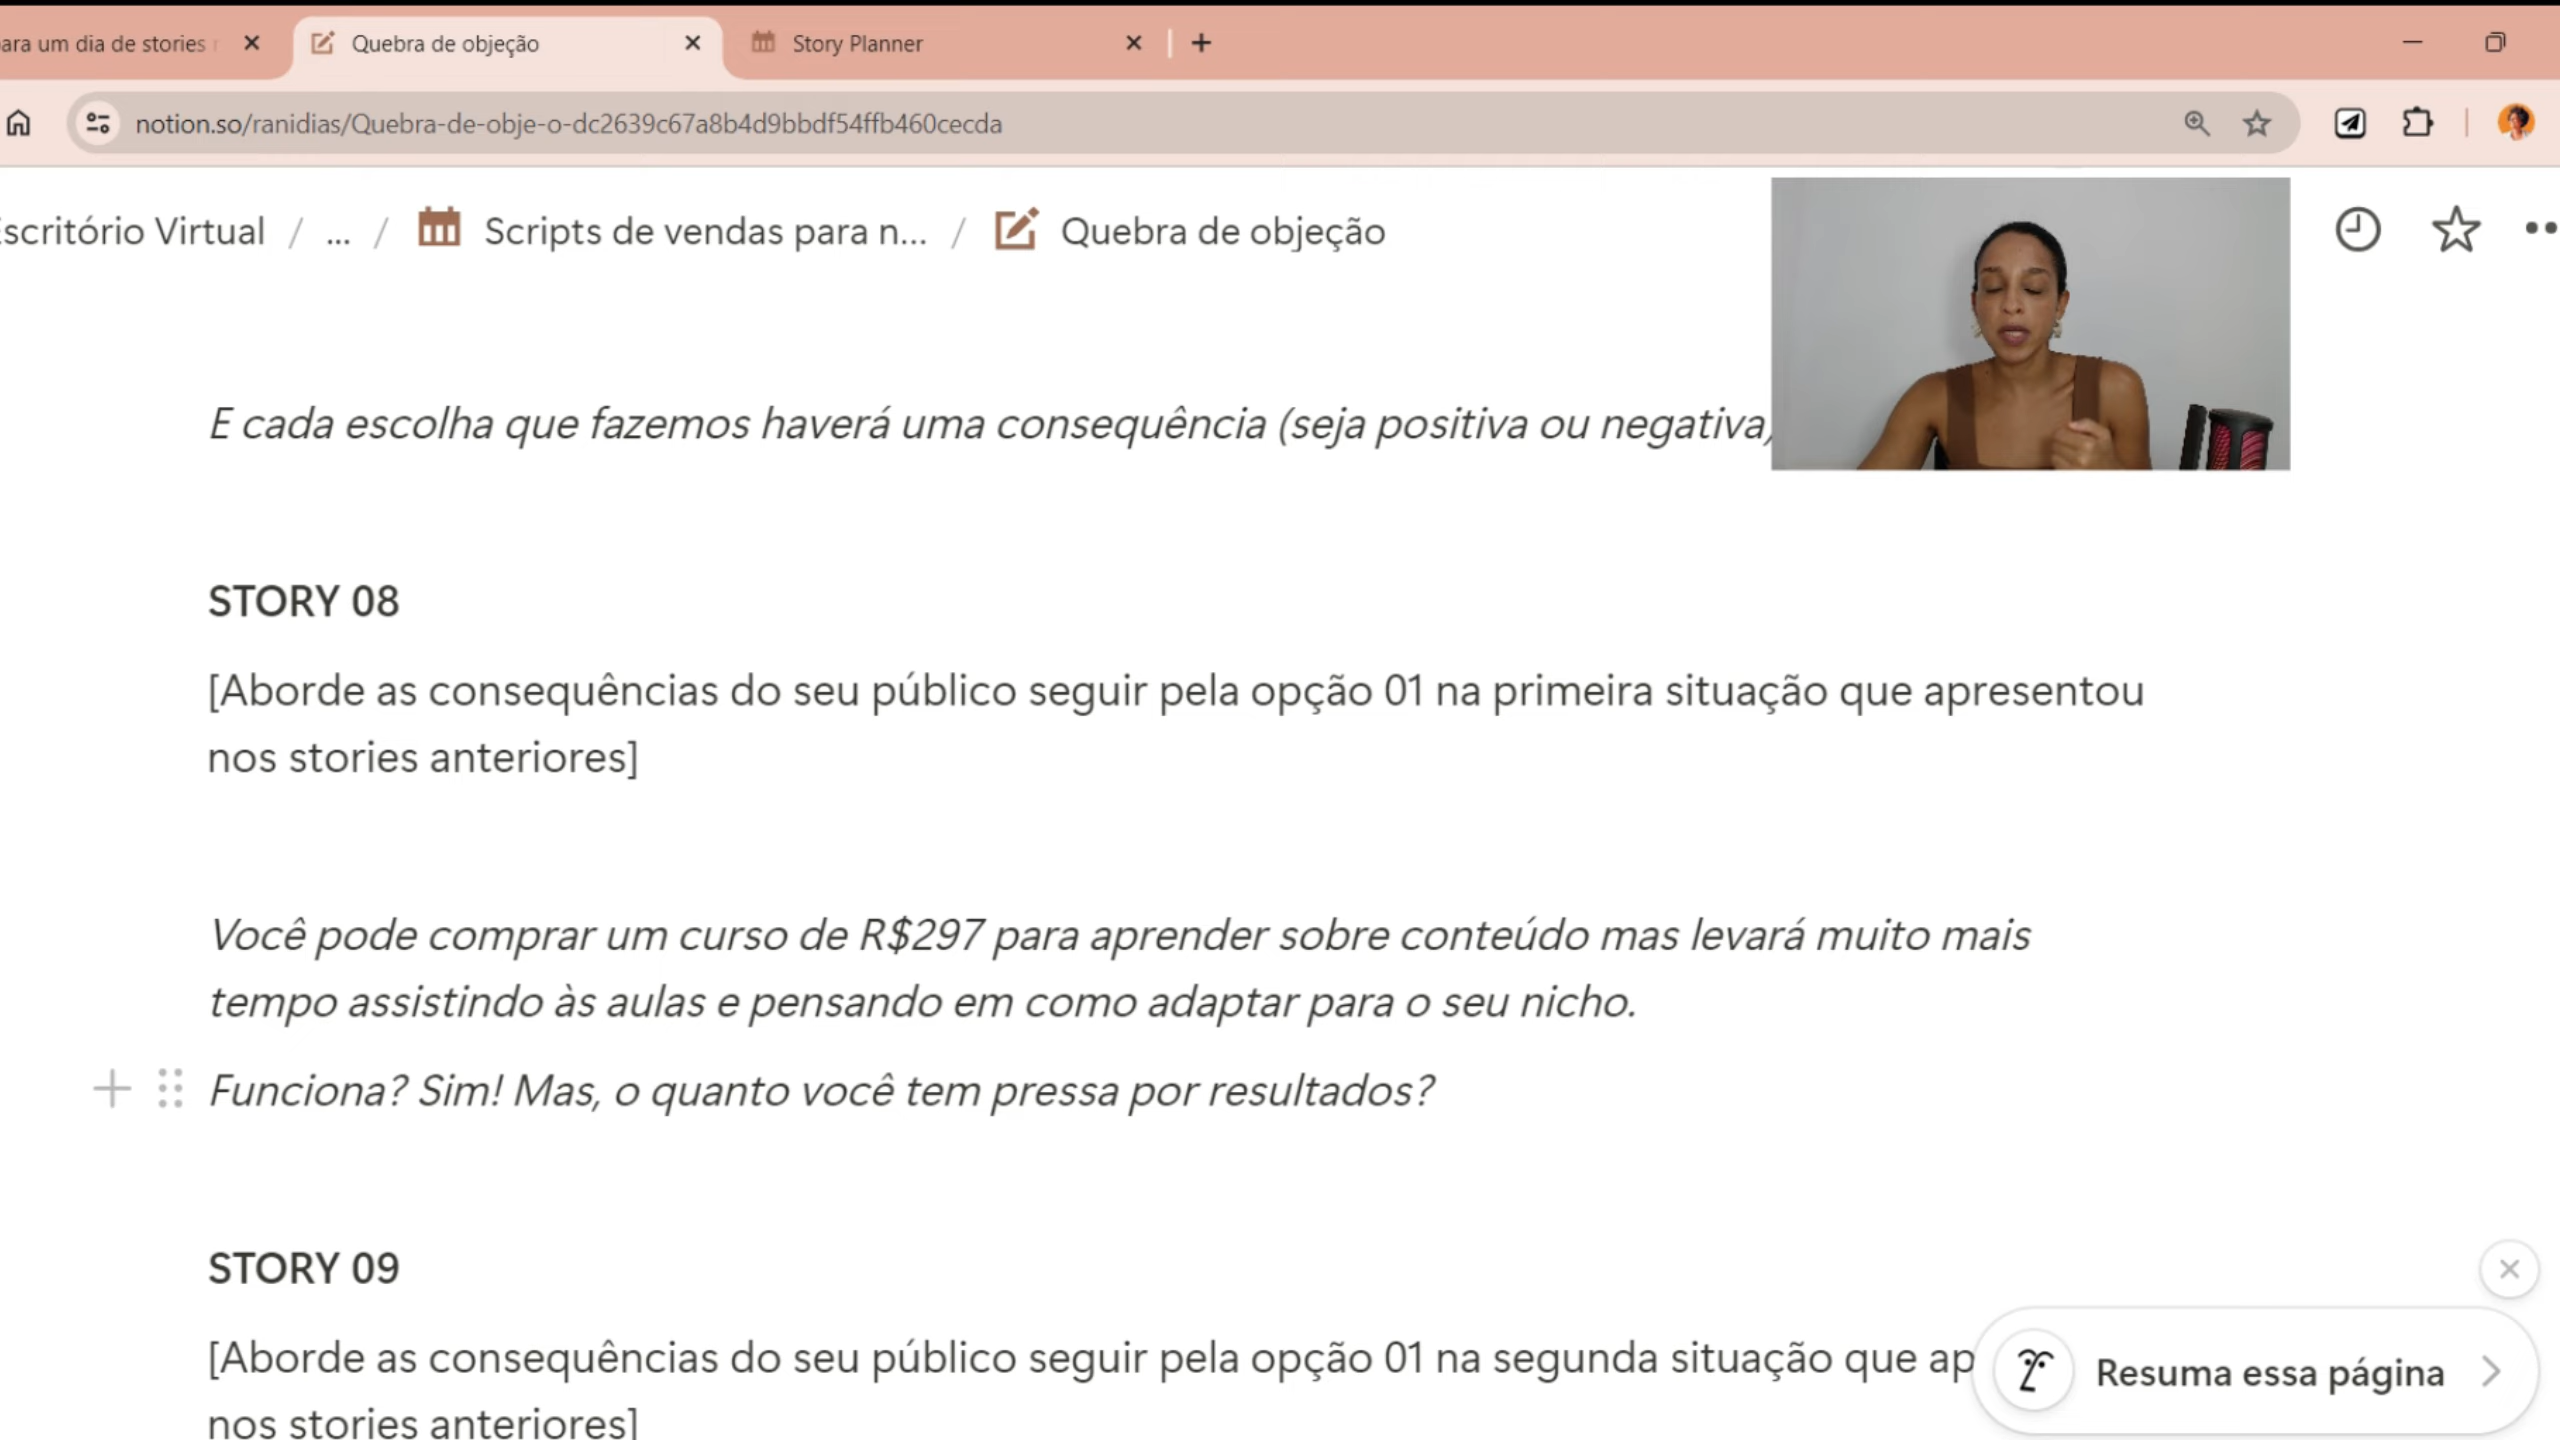 ara um dia de stories
Quebra de objeção
Story Planner
notion.so/ranidias/Quebra-de-obje-o-dc2639c67a8b4d9bbdf54ffb460cecda
scritório Virtual / ... / Scripts de vendas para n... / Quebra de objeção
E cada escolha que fazemos haverá uma consequência (seja positiva ou negativa)
STORY 08
[Aborde as consequências do seu público seguir pela opção 01 na primeira situação que apresentou
nos stories anteriores]
Você pode comprar um curso de R$297 para aprender sobre conteúdo mas levará muito mais
tempo assistindo às aulas e pensando em como adaptar para o seu nicho.
Funciona? Sim! Mas, o quanto você tem pressa por resultados?
STORY 09
[Aborde as consequências do seu público seguir pela opção 01 na segunda situação que ap
nos stories anteriores]
Resuma essa página